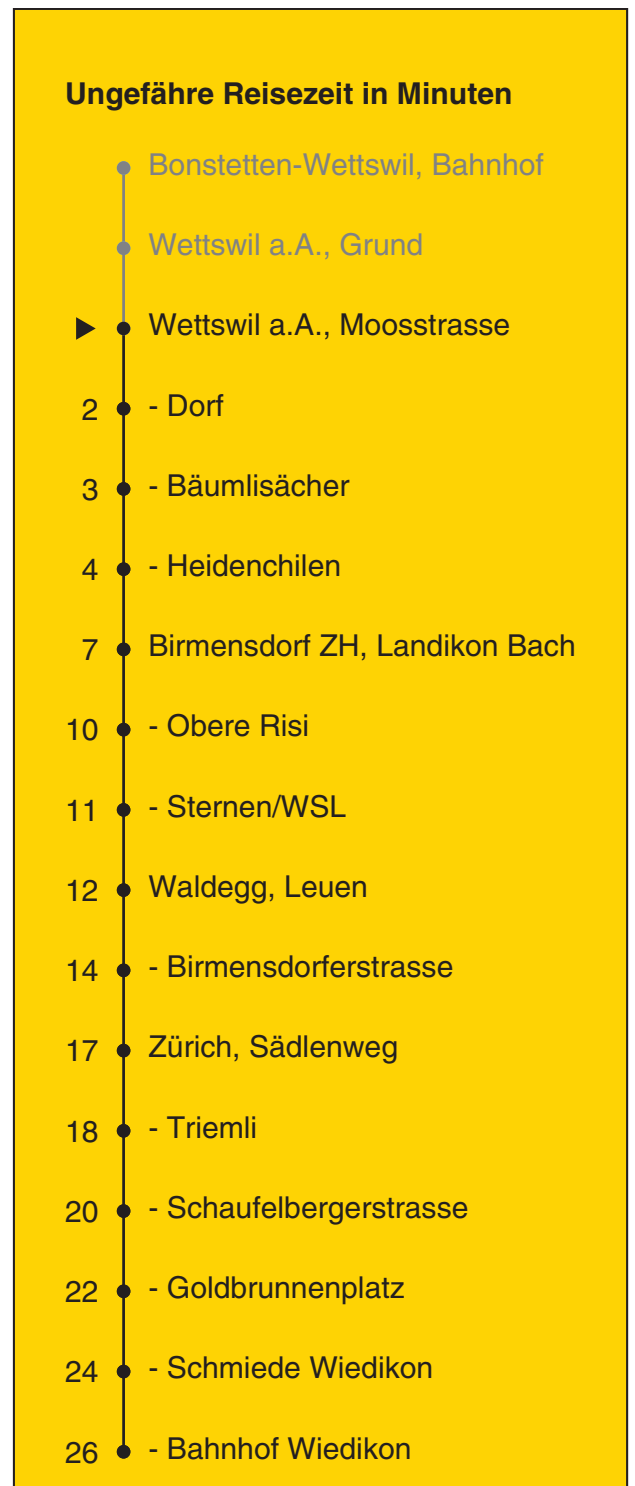 Ungefähre Reisezeit in Minuten
Bonstetten-Wettswil, Bahnhof
Wettswil a.A., Grund
Wettswil a.A., Moosstrasse
2 - Dorf
3 - Bäumlisächer
4 - Heidenchilen
7 Birmensdorf ZH, Landikon Bach
10 - Obere Risi
11 - Sternen/WSL
12 Waldegg, Leuen
14 - Birmensdorferstrasse
17 Zürich, Sädlenweg
18 - Triemli
20 - Schaufelbergerstrasse
22 - Goldbrunnenplatz
24 - Schmiede Wiedikon
26 - Bahnhof Wiedikon